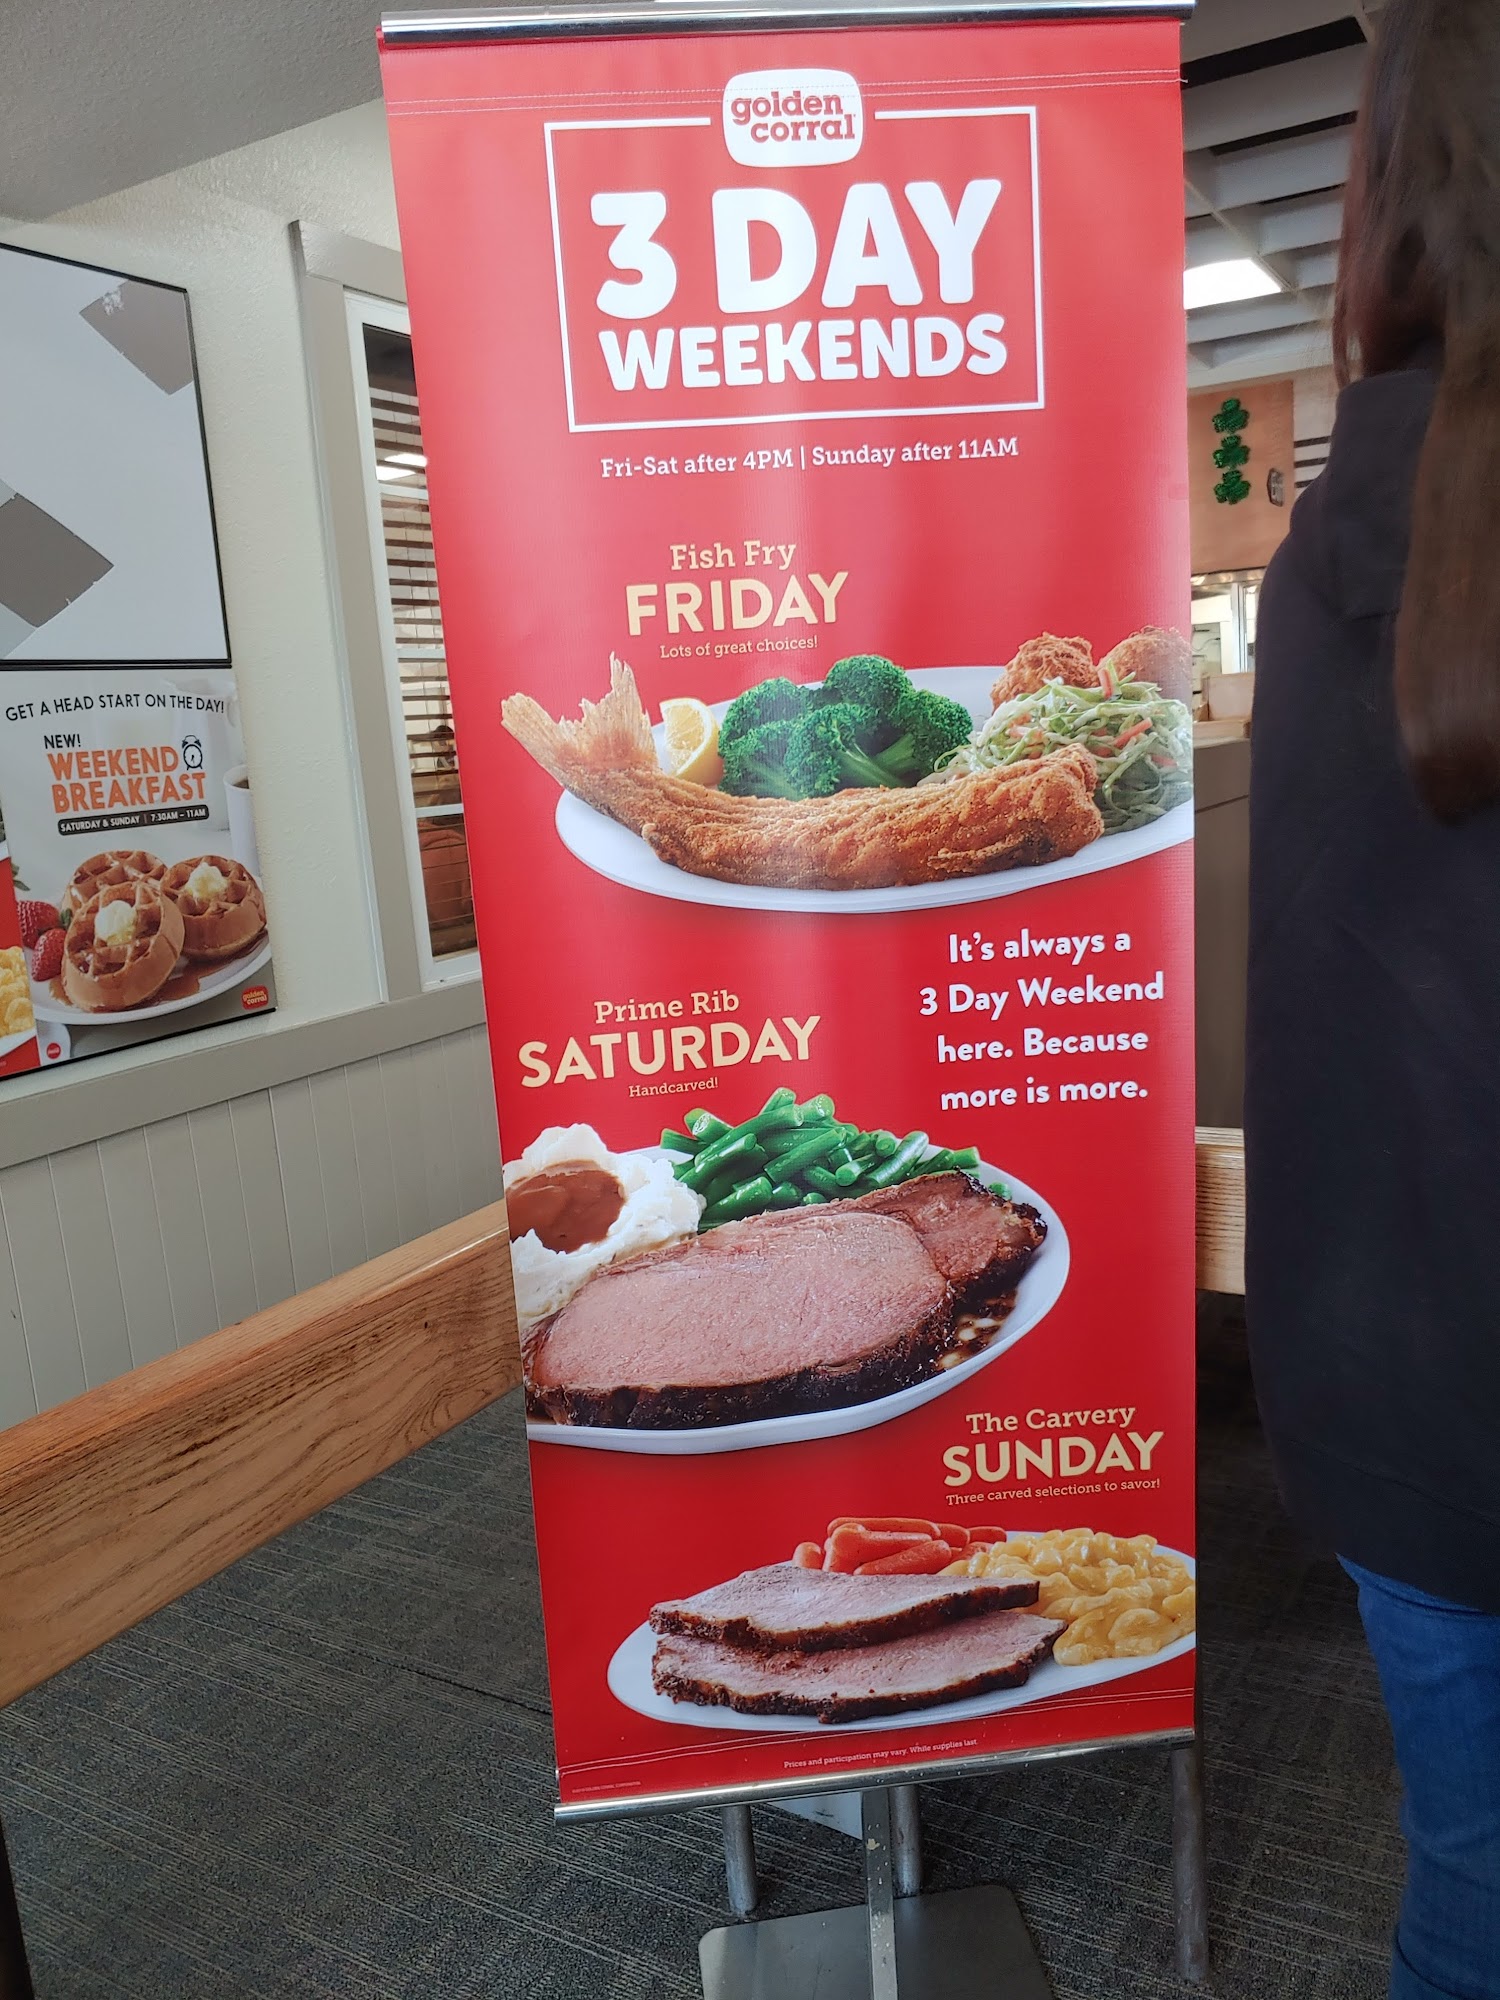 golden
corral
3 DAY
WEEKENDS
Fri-Sat after 4PM | Sunday after 11AM
Fish Fry
FRIDAY
Lots of great choices!
It's always a
3 Day Weekend
here. Because
more is more.
Prime Rib
SATURDAY
Handcarved!
The Carvery
SUNDAY
Three carved selections to savor!
Prices and participation may vary. While supplies last.
GET A HEAD START ON THE DAY!
NEW!
WEEKEND
BREAKFAST
SATURDAY & SUNDAY | 7:30AM - 11AM
golden
corral